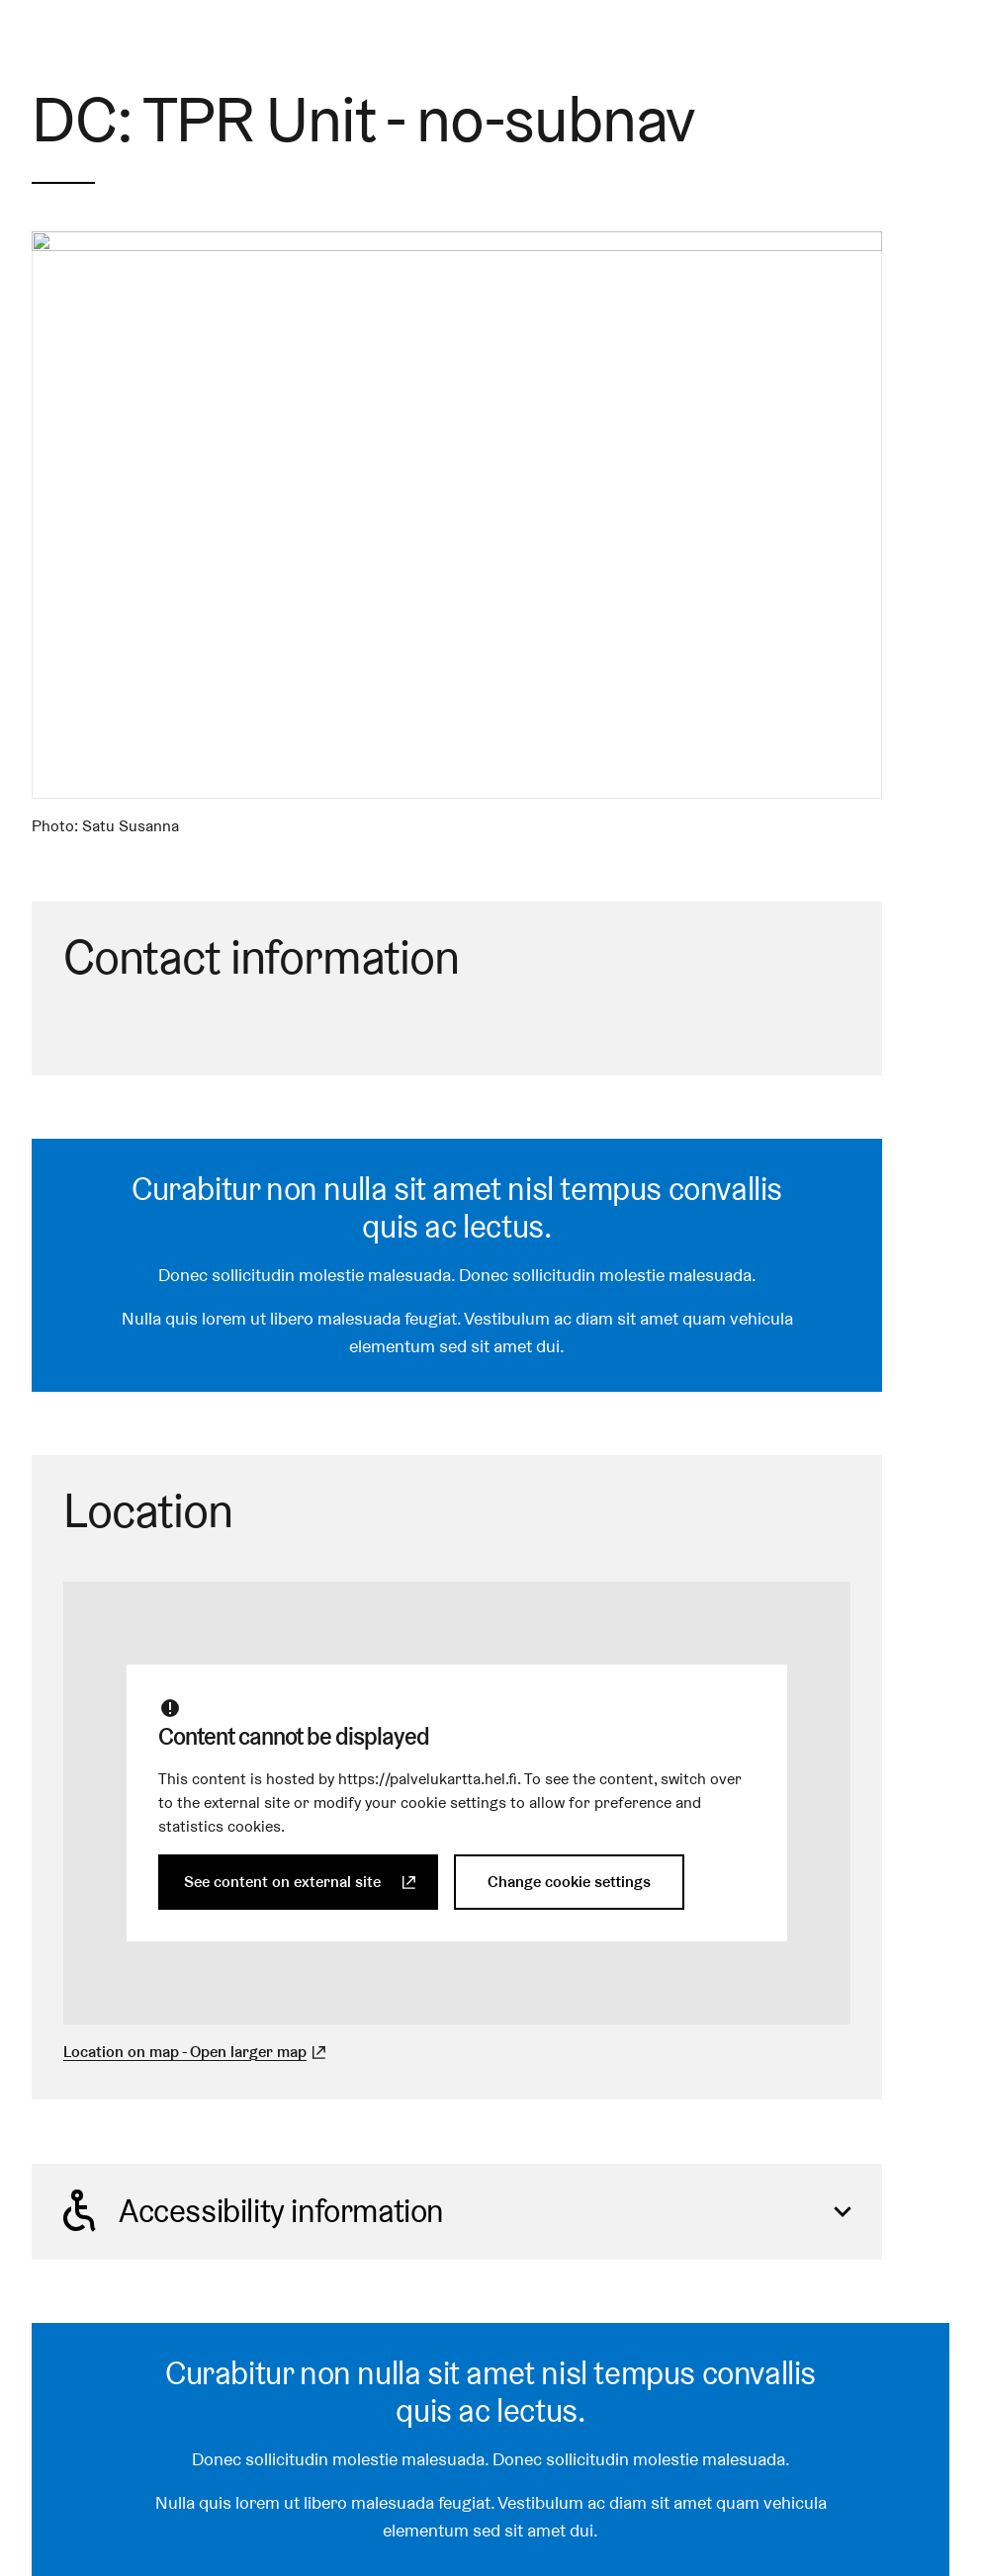 DC: TPR Unit - no-subnav
Photo: Satu Susanna
Contact information
Curabitur non nulla sit amet nisl tempus convallis
quis ac lectus.
Donec sollicitudin molestie malesuada. Donec sollicitudin molestie malesuada.
Nulla quis lorem ut libero malesuada feugiat. Vestibulum ac diam sit amet quam vehicula
elementum sed sit amet dui.
Location
Content cannot be displayed
This content is hosted by https://palvelukartta.hel.fi. To see the content, switch over
to the external site or modify your cookie settings to allow for preference and
statistics cookies.
See content on external site
Change cookie settings
Location on map - Open larger map
Accessibility information
Curabitur non nulla sit amet nisl tempus convallis
quis ac lectus.
Donec sollicitudin molestie malesuada. Donec sollicitudin molestie malesuada.
Nulla quis lorem ut libero malesuada feugiat. Vestibulum ac diam sit amet quam vehicula
elementum sed sit amet dui.